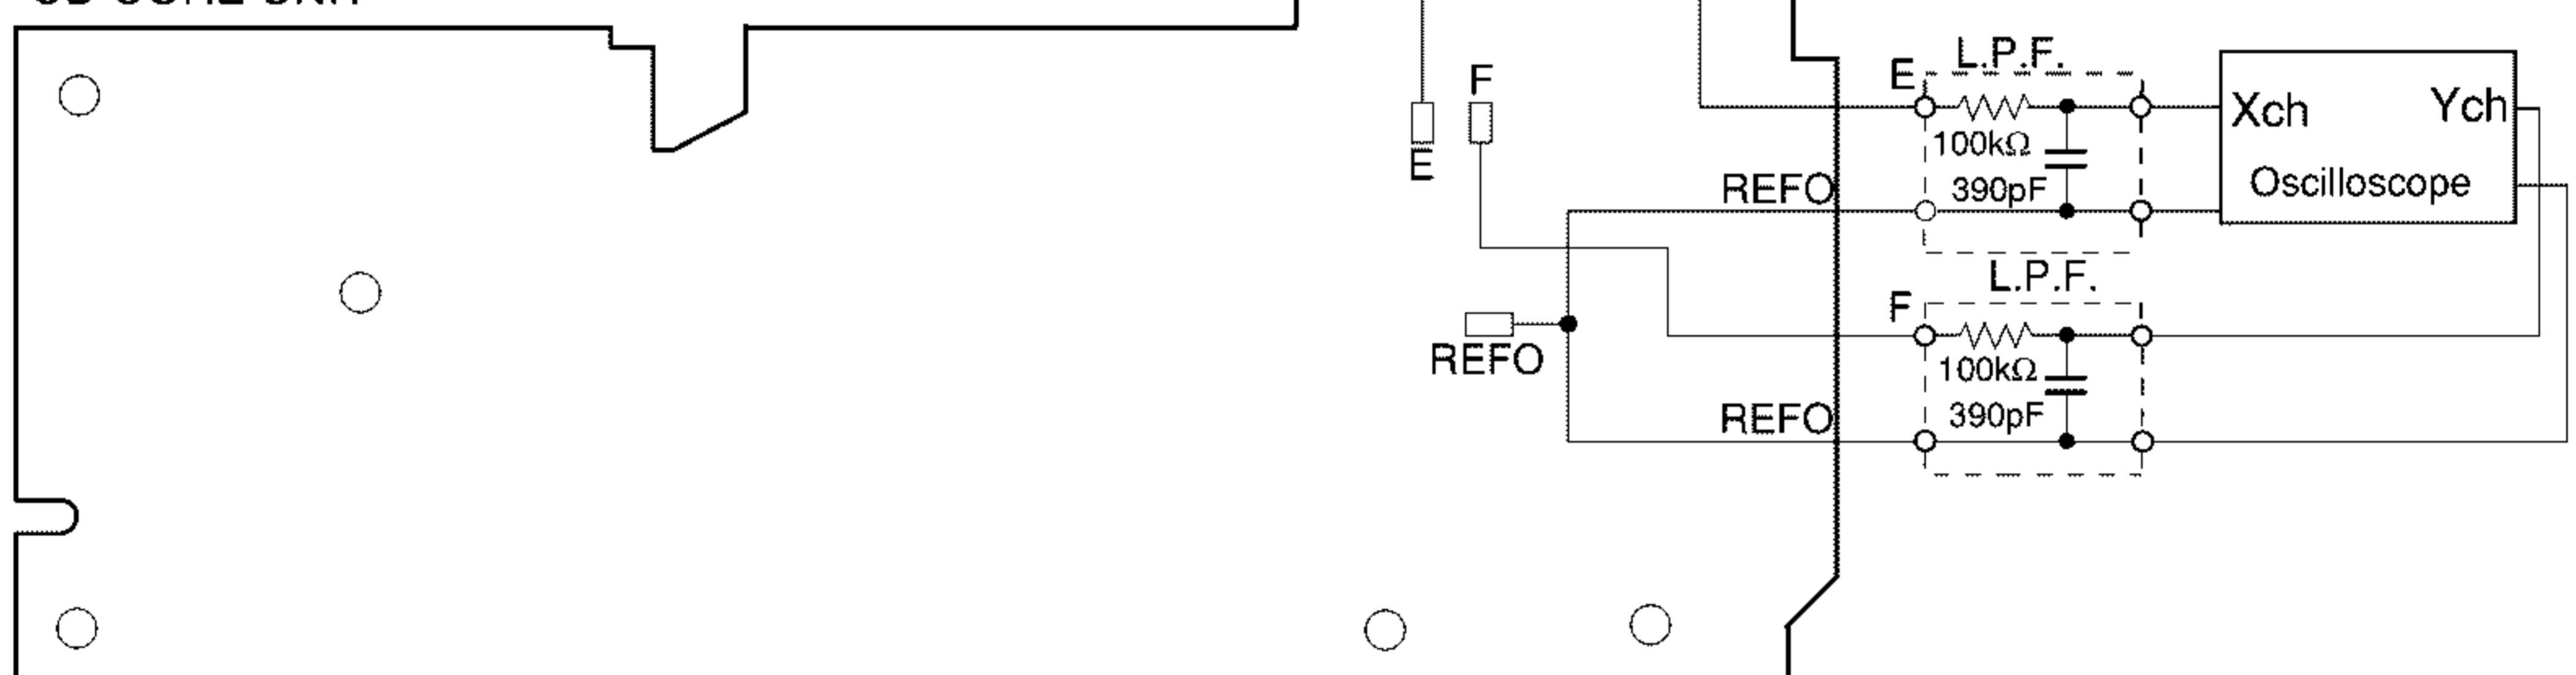 F
E
REFO
E
L.P.F.
100kΩ
390pF
REFO
Xch
Ych
Oscilloscope
L.P.F.
F
100kΩ
390pF
REFO